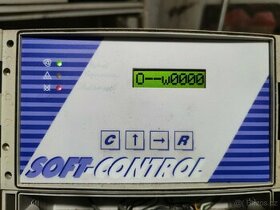 O--w0000
C ↑ → R
SOFT-CONTROL